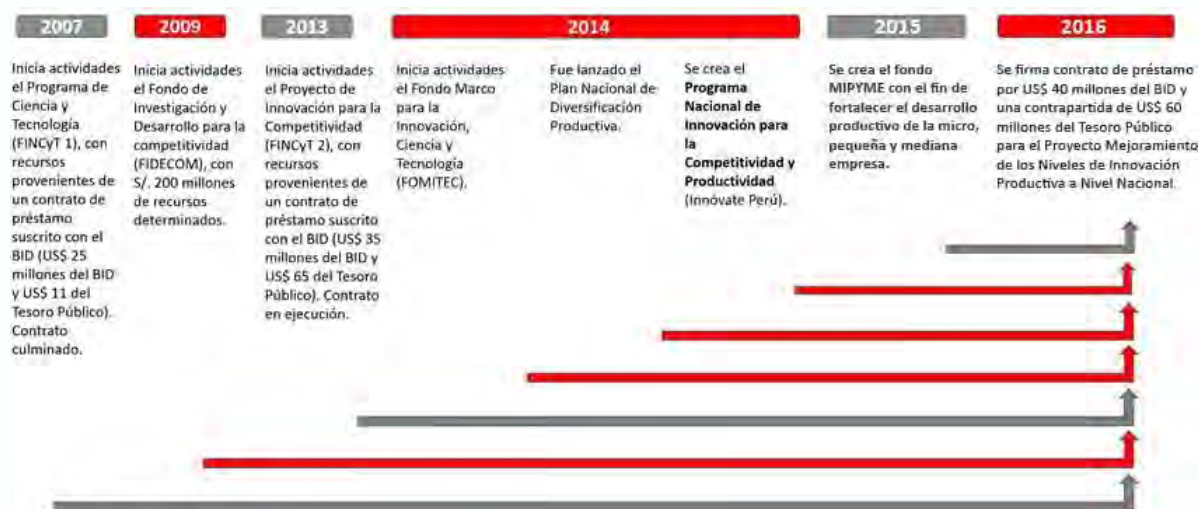 2007
Inicia actividades
el Programa de
Ciencia y
Tecnología
(FINCyT 1), con
recursos
provenientes de
un contrato de
préstamo
suscrito con el
BID (US$ 25
millones del BID
y US$ 11 del
Tesoro Público).
Contrato
culminado.
2009
Inicia actividades
el Fondo de
Investigación y
Desarrollo para la
competitividad
(FIDECOM), con
S/. 200 millones
de recursos
determinados.
2013
Inicia actividades
el Proyecto de
Innovación para la
Competitividad
(FINCyT 2), con
recursos
provenientes de
un contrato de
préstamo suscrito
con el BID (US$ 35
millones del BID y
US$ 65 del Tesoro
Público). Contrato
en ejecución.
2014
Inicia actividades
el Fondo Marco
para la
Innovación,
Ciencia y
Tecnología
(FOMITEC).
Fue lanzado el
Plan Nacional de
Diversificación
Productiva.
Se crea el
Programa
Nacional de
Innovación para
la
Competitividad y
Productividad
(Innóvate Perú).
2015
Se crea el fondo
MIPYME con el fin de
fortalecer el desarrollo
productivo de la micro,
pequeña y mediana
empresa.
2016
Se firma contrato de préstamo
por US$ 40 millones del BID y
una contrapartida de US$ 60
millones del Tesoro Público
para el Proyecto Mejoramiento
de los Niveles de Innovación
Productiva a Nivel Nacional.